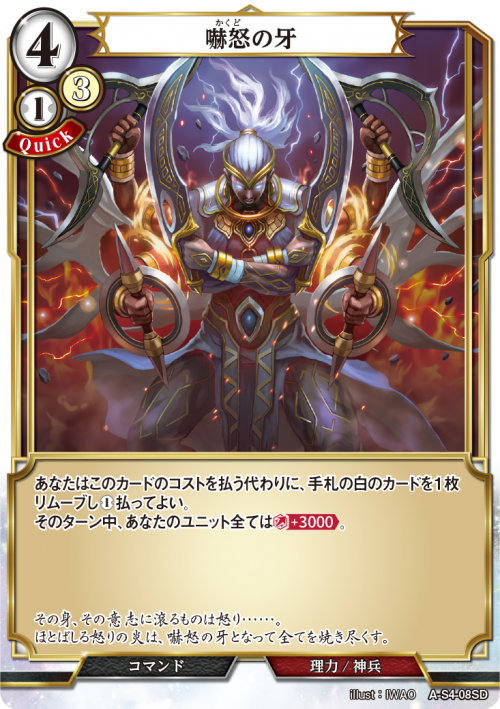 かくど
嚇怒の牙
4
1
3
Quick
あなたはこのカードのコストを払う代わりに、手札の白のカードを1枚
リムーブし1払ってよい。
そのターン中、あなたのユニット全ては+3000。
その身、その意志に滾るものは怒り……。
ほとばしる怒りの炎は、嚇怒の牙となって全てを焼き尽くす。
コマンド
理力/神兵
illust：IWAO A-S4-08SD